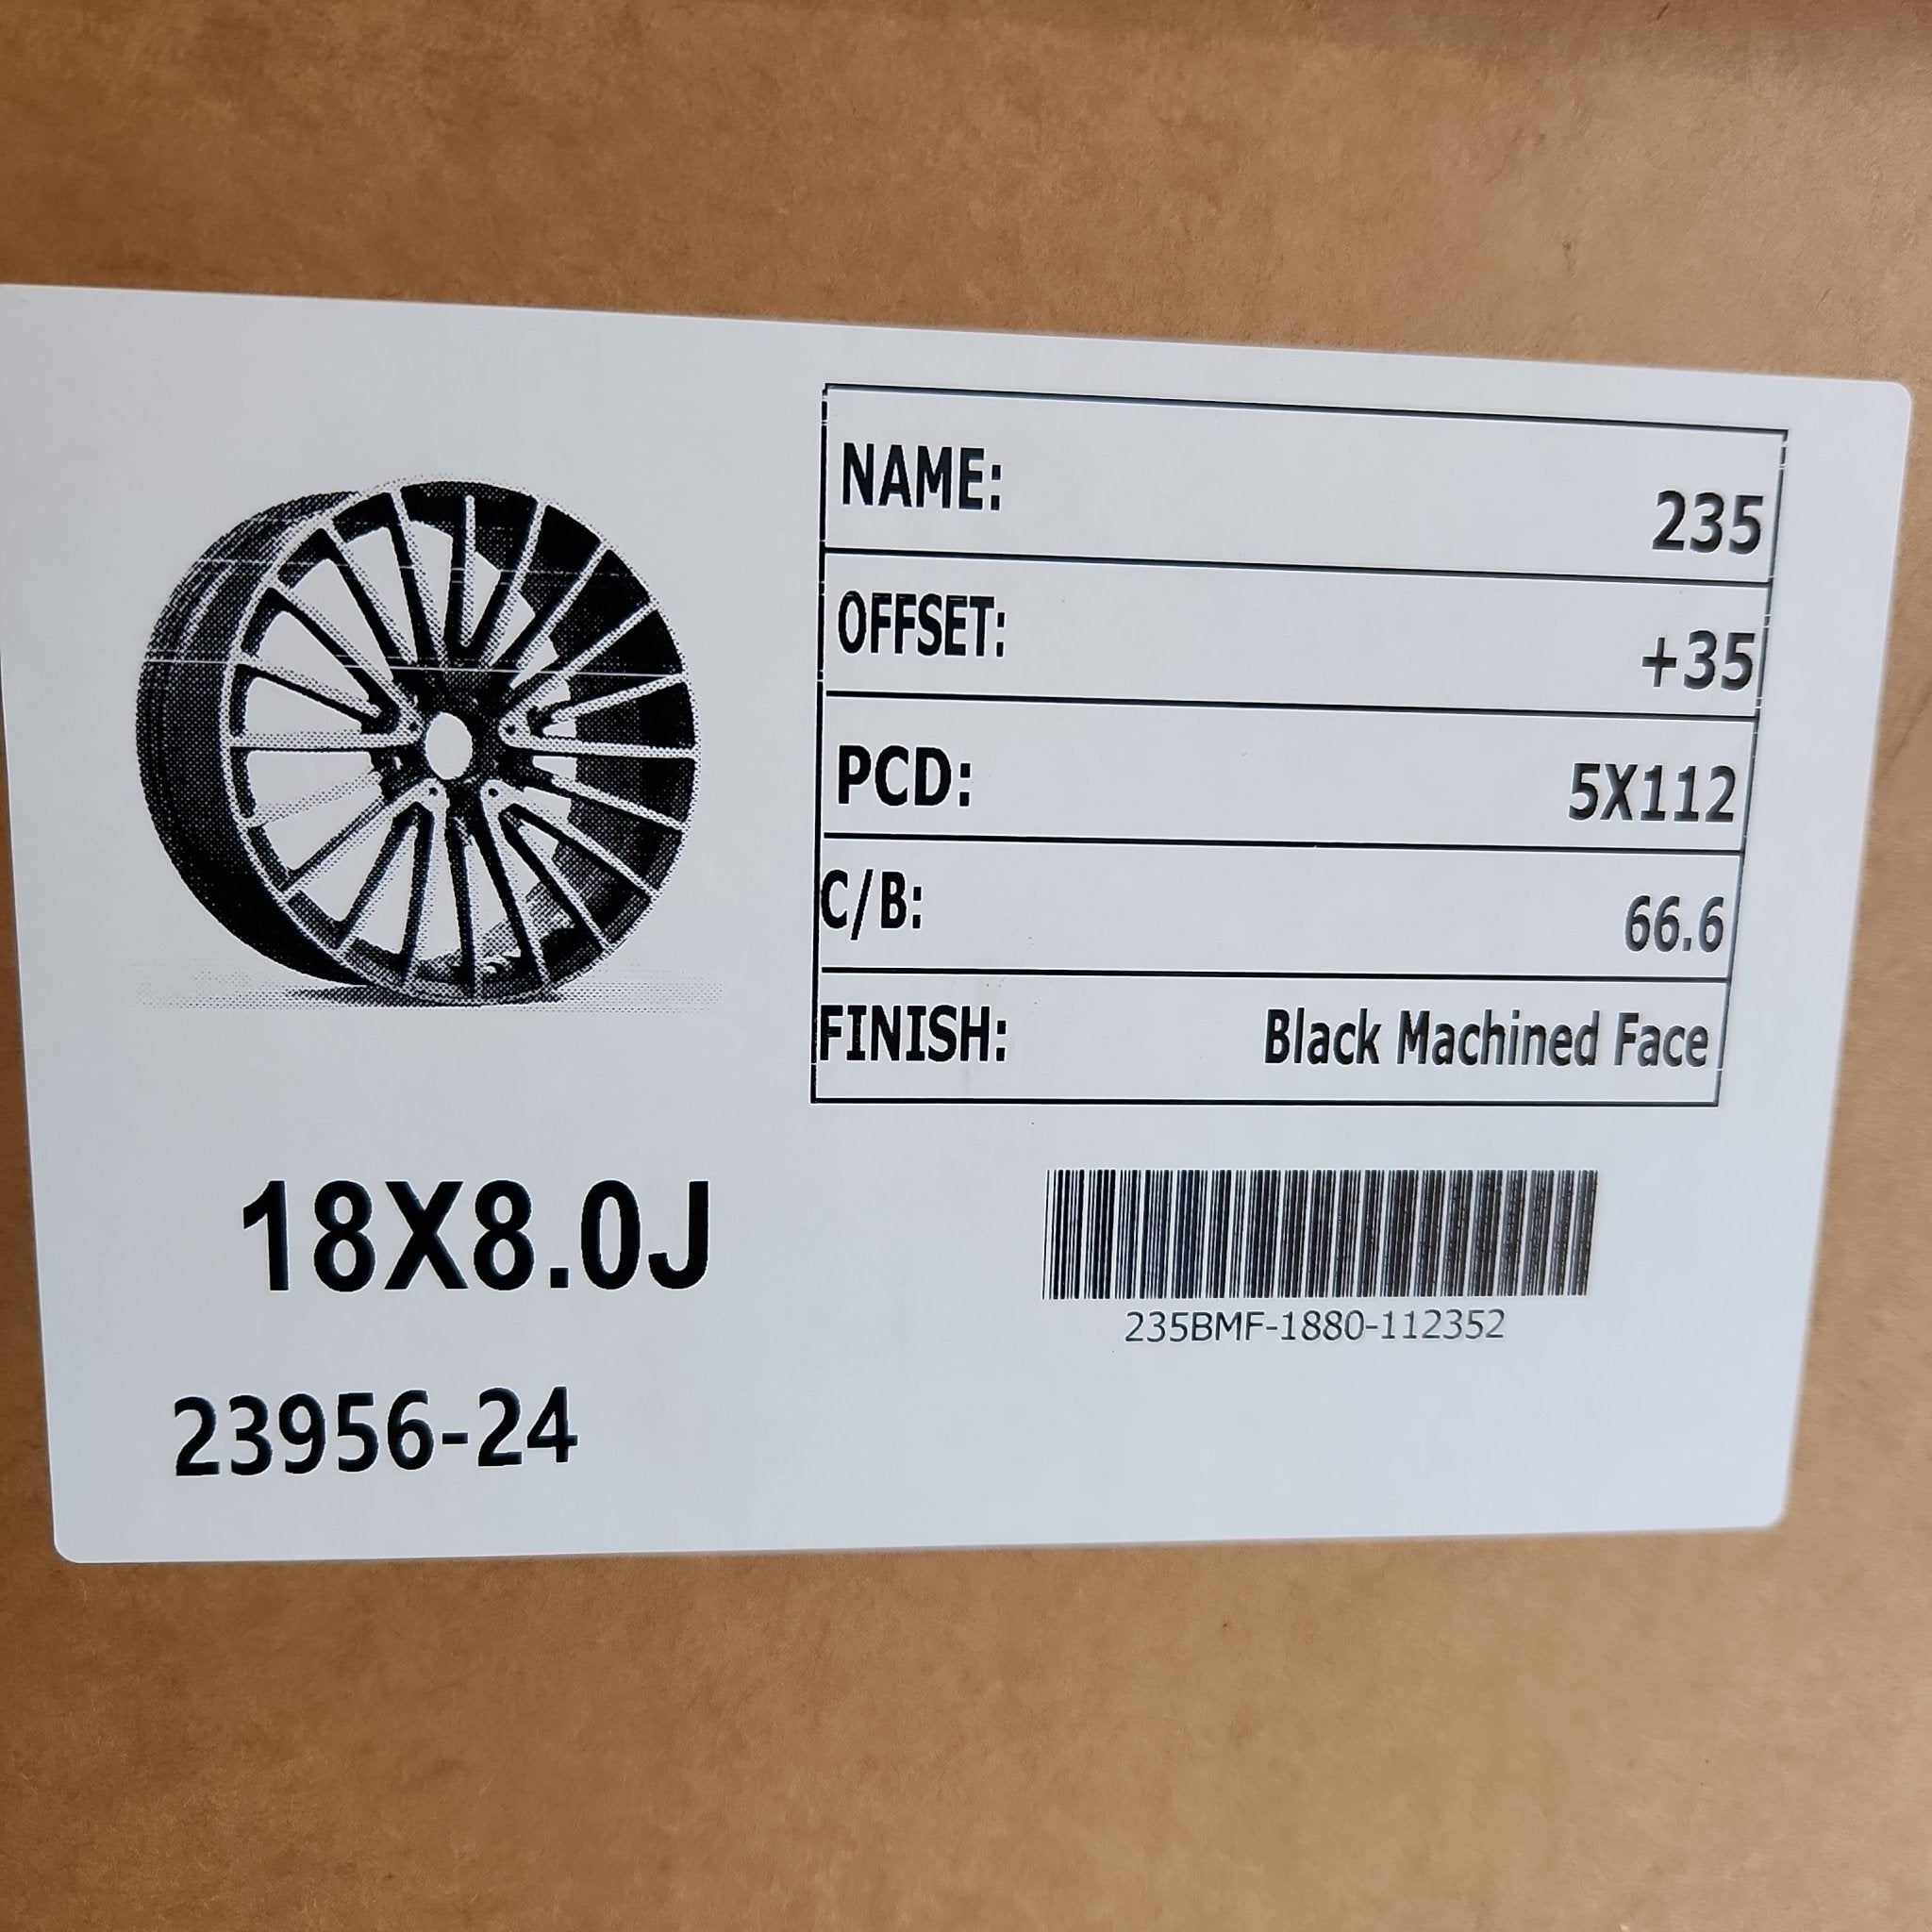 NAME: 235
OFFSET: +35
PCD: 5X112
C/B: 66.6
FINISH: Black Machined Face
18X8.0J
235BMF-1880-112352
23956-24